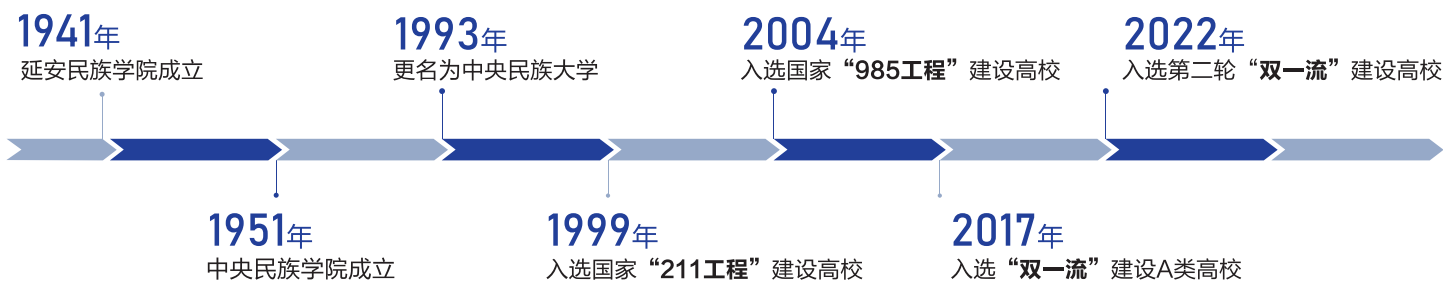 1941年
延安民族学院成立
1993年
更名为中央民族大学
2004年
入选国家“985工程”建设高校
2022年
入选第二轮“双一流”建设高校
1951年
中央民族学院成立
1999年
入选国家“211工程”建设高校
2017年
入选“双一流”建设A类高校